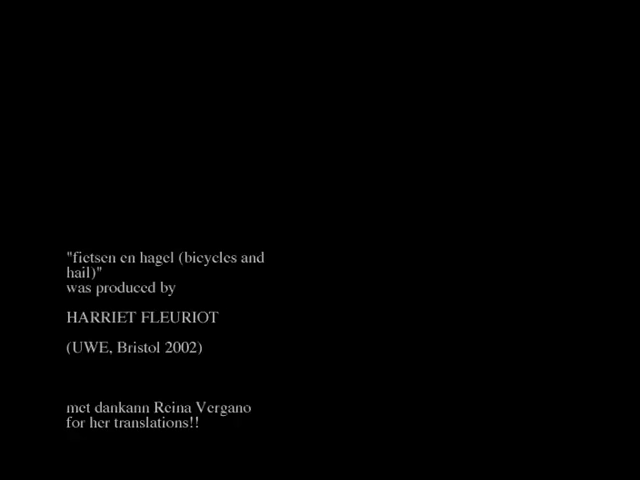 "fietsen en hagel (bicycles and
hail)"
was produced by
HARRIET FLEURIOT
(UWE, Bristol 2002)
met dankann Reina Vergano
for her translations!!